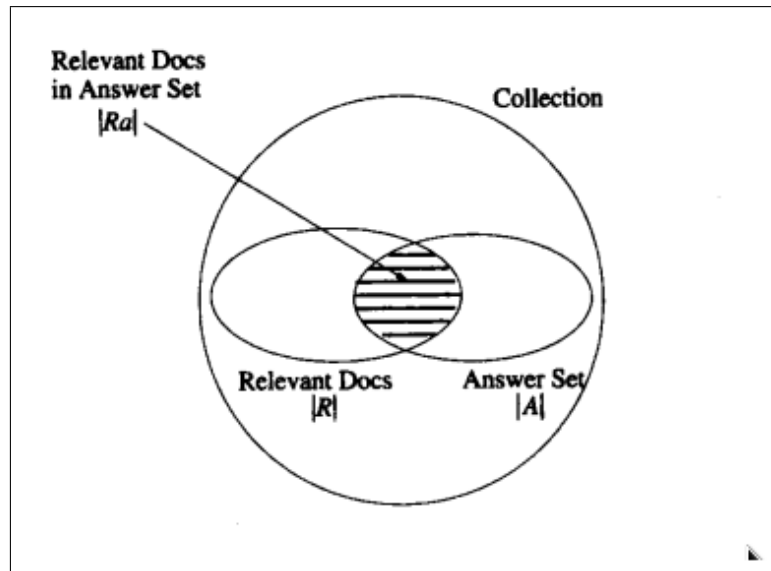 Relevant Docs
in Answer Set
|Ra|
Collection
Relevant Docs
|R|
Answer Set
|A|